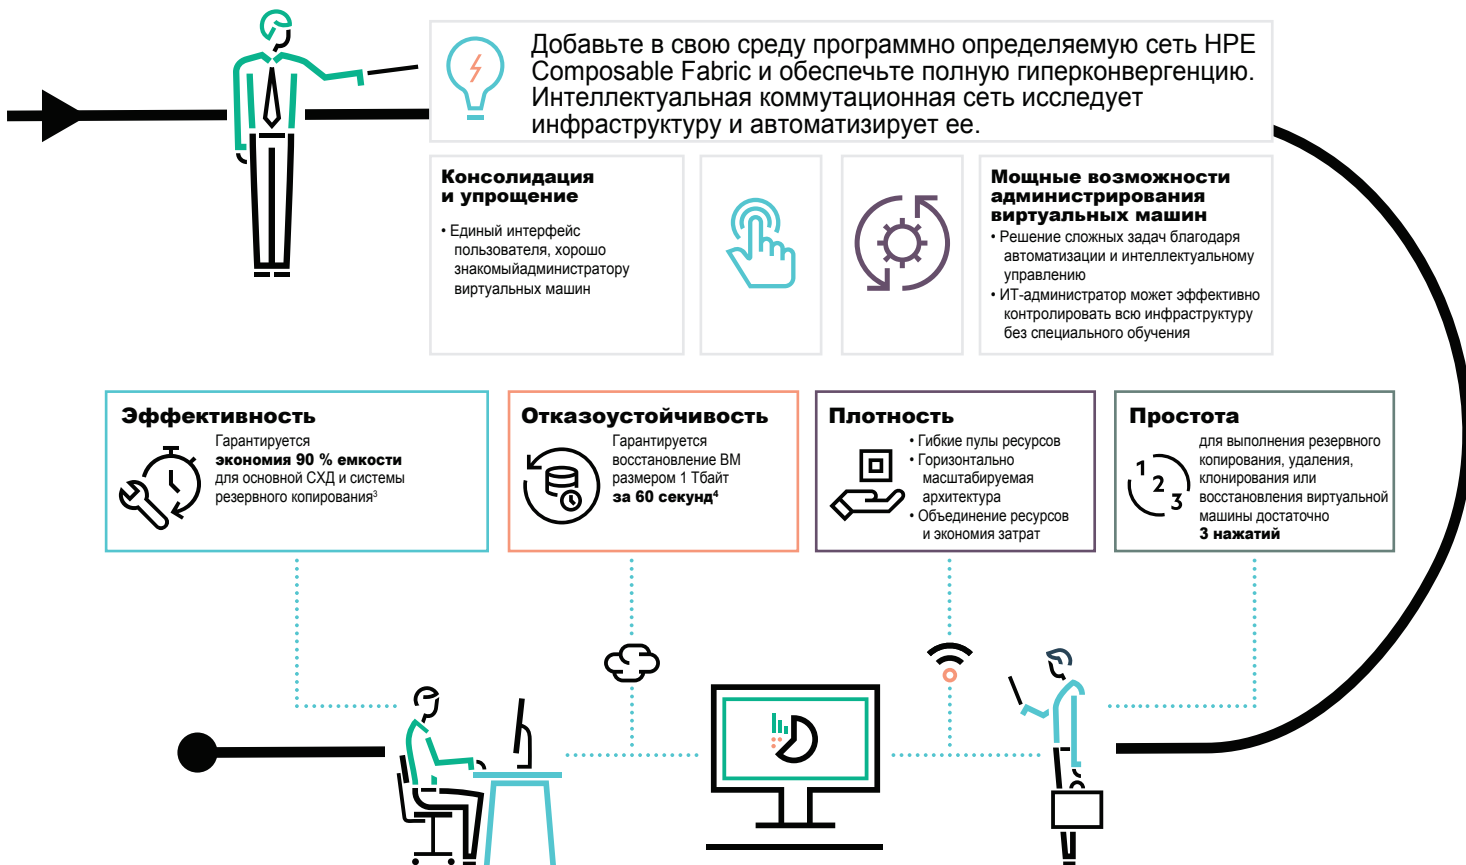 Добавьте в свою среду программно определяемую сеть HPE
Composable Fabric и обеспечьте полную гиперконвергенцию.
Интеллектуальная коммутационная сеть исследует
инфраструктуру и автоматизирует ее.
Консолидация
и упрощение
• Единый интерфейс
пользователя, хорошо
знакомыйадминистратору
виртуальных машин
Мощные возможности
администрирования
виртуальных машин
• Решение сложных задач благодаря
автоматизации и интеллектуальному
управлению
• ИТ-администратор может эффективно
контролировать всю инфраструктуру
без специального обучения
Эффективность
Гарантируется
экономия 90 % емкости
для основной СХД и системы
резервного копирования³
Отказоустойчивость
Гарантируется
восстановление ВМ
размером 1 Тбайт
за 60 секунд⁴
Плотность
• Гибкие пулы ресурсов
• Горизонтально
масштабируемая
архитектура
• Объединение ресурсов
и экономия затрат
Простота
1
2
3
для выполнения резервного
копирования, удаления,
клонирования или
восстановления виртуальной
машины достаточно
3 нажатий